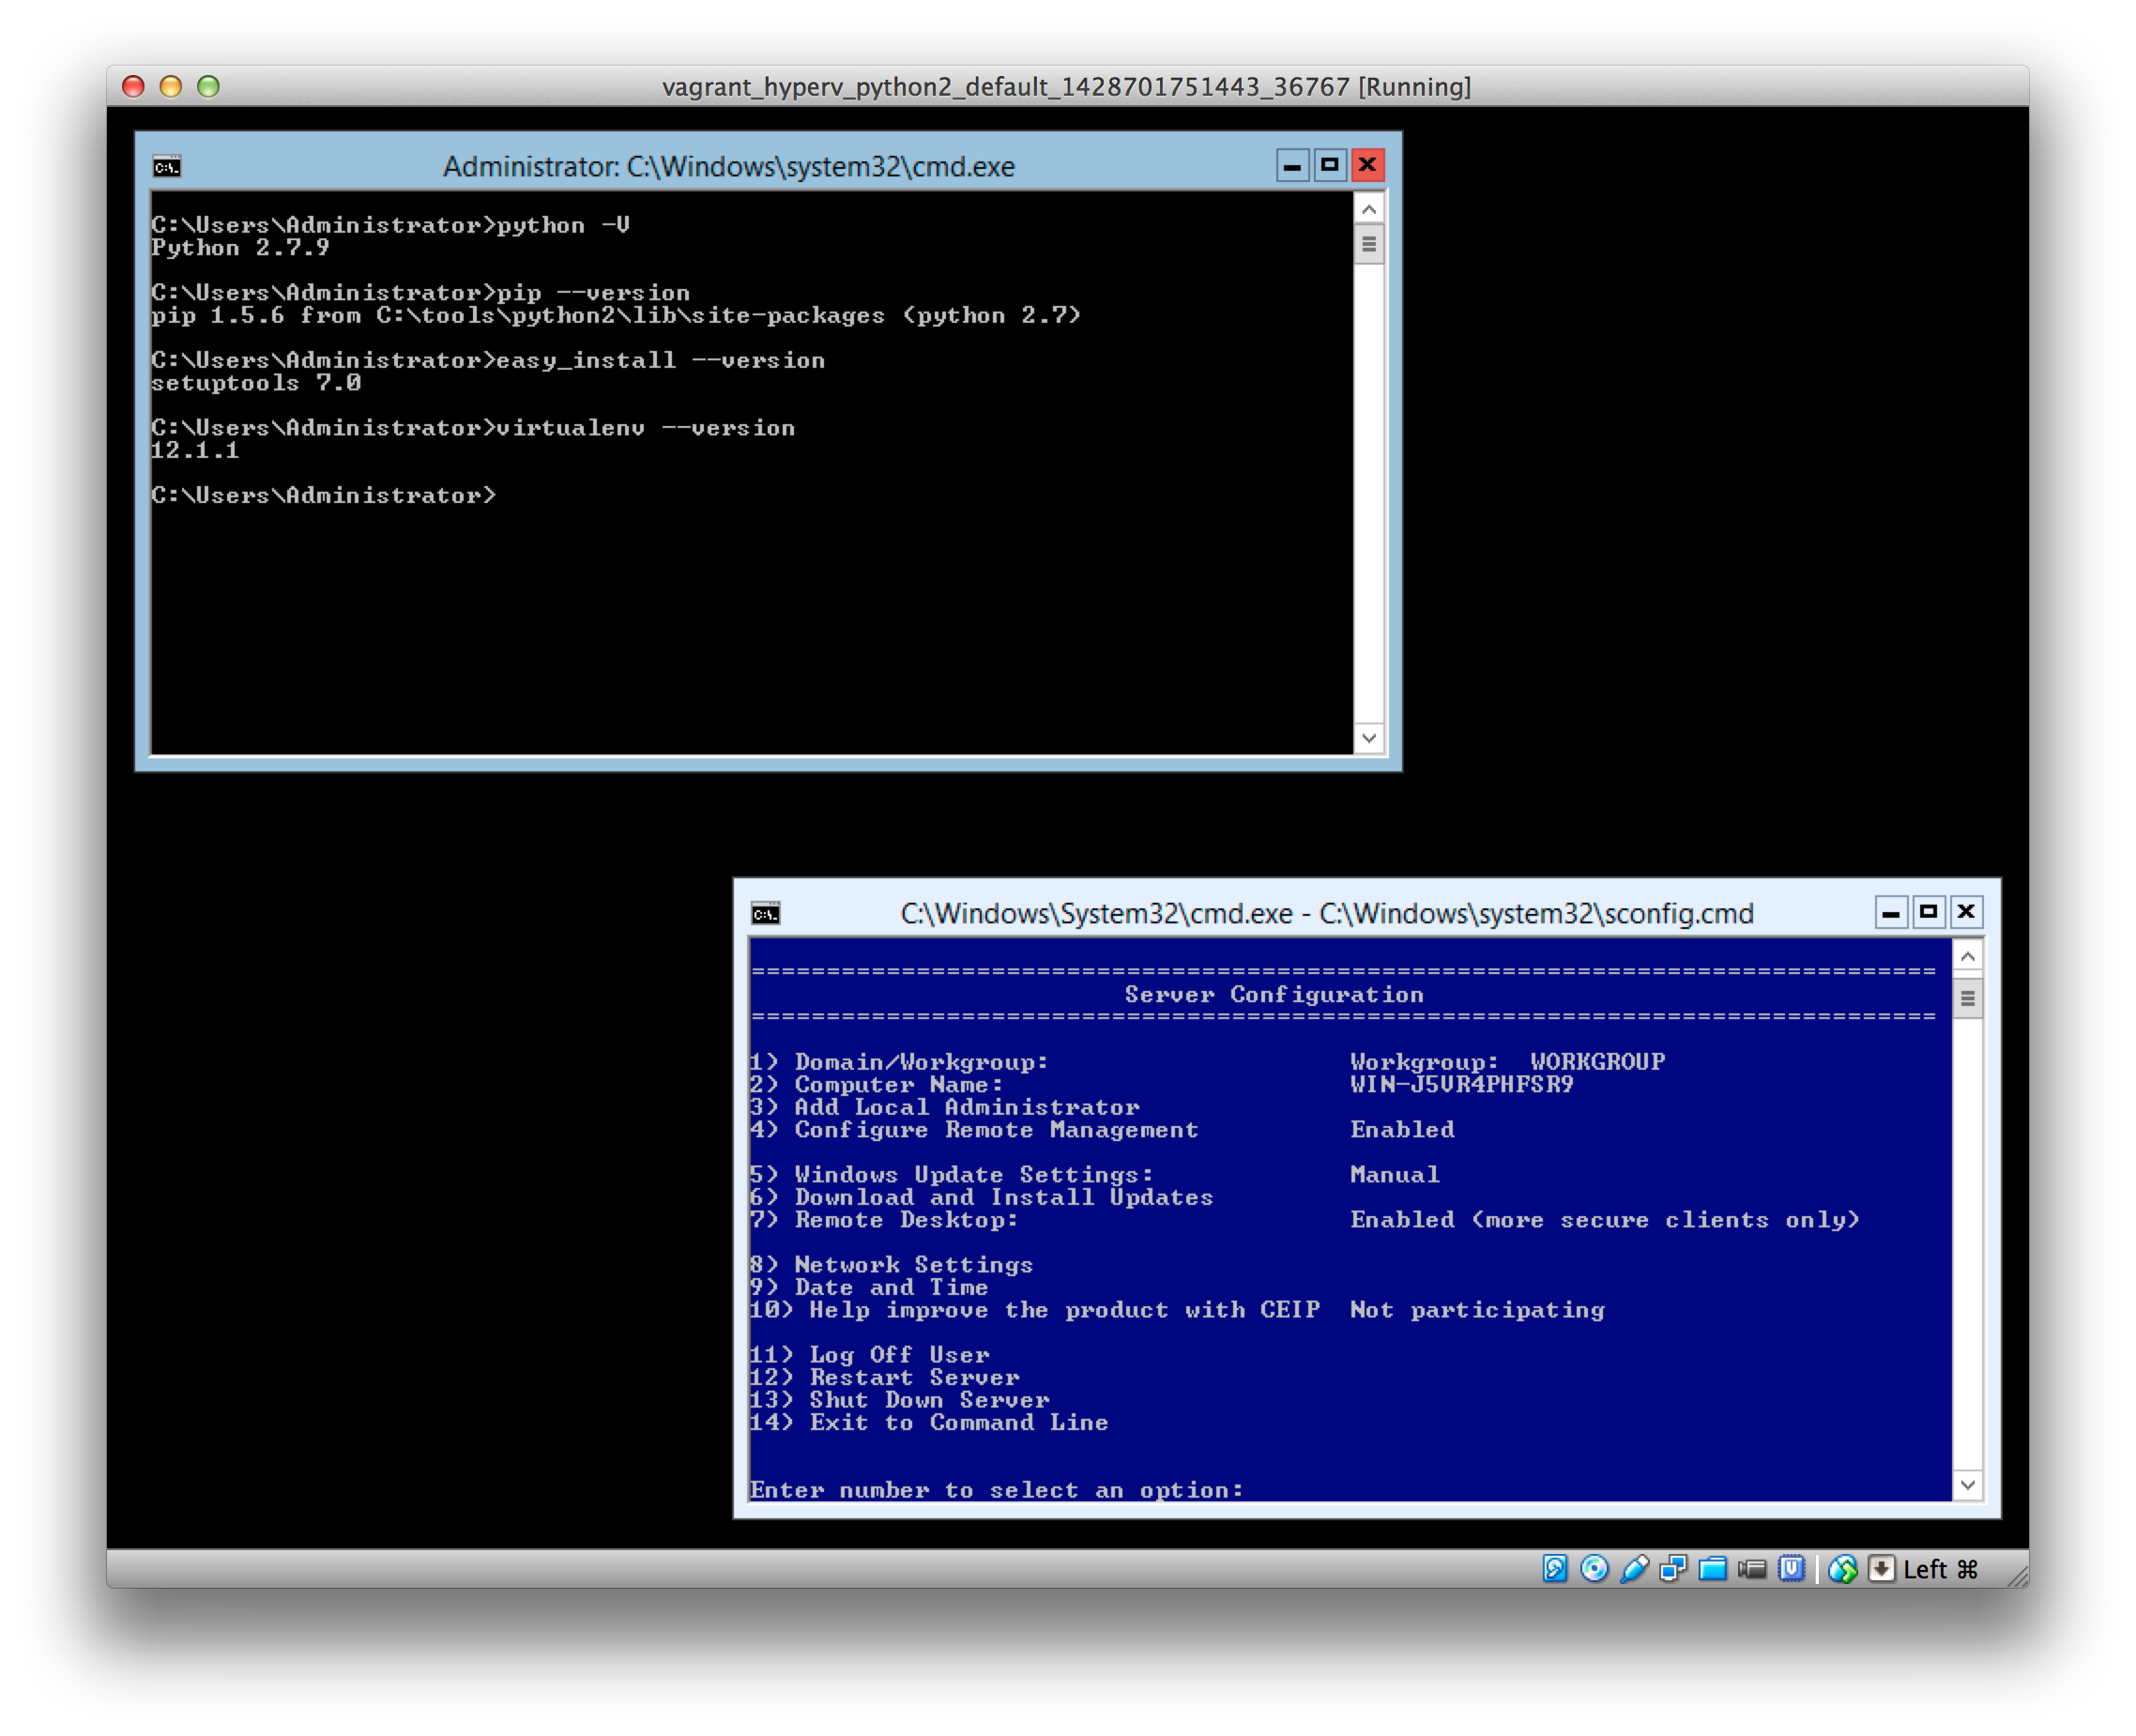 vagrant_hyperv_python2_default_1428701751443_36767 [Running]
Administrator: C:\Windows\system32\cmd.exe
C:\Users\Administrator>python -V
Python 2.7.9
C:\Users\Administrator>pip --version
pip 1.5.6 from C:\tools\python2\lib\site-packages (python 2.7)
C:\Users\Administrator>easy_install --version
setuptools 7.0
C:\Users\Administrator>virtualenv --version
12.1.1
C:\Users\Administrator>
C:\Windows\System32\cmd.exe - C:\Windows\system32\sconfig.cmd
===============================================================================
Server Configuration
===============================================================================
1) Domain/Workgroup: Workgroup: WORKGROUP
2) Computer Name: WIN-J5VR4PHFSR9
3) Add Local Administrator
4) Configure Remote Management Enabled
5) Windows Update Settings: Manual
6) Download and Install Updates
7) Remote Desktop: Enabled (more secure clients only)
8) Network Settings
9) Date and Time
10) Help improve the product with CEIP Not participating
11) Log Off User
12) Restart Server
13) Shut Down Server
14) Exit to Command Line
Enter number to select an option:
Left ⌘